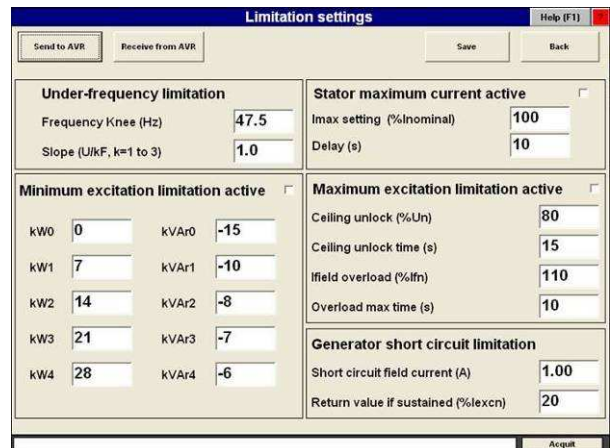 Limitation settings
Help (F1)
?
Send to AVR
Receive from AVR
Save
Back
Under-frequency limitation
Frequency Knee (Hz) 47.5
Slope (U/kF, k=1 to 3) 1.0
Stator maximum current active
Imax setting (%Inominal) 100
Delay (s) 10
Minimum excitation limitation active
kW0 0 kVAr0 -15
kW1 7 kVAr1 -10
kW2 14 kVAr2 -8
kW3 21 kVAr3 -7
kW4 28 kVAr4 -6
Maximum excitation limitation active
Ceiling unlock (%Un) 80
Ceiling unlock time (s) 15
Ifield overload (%Ifn) 110
Overload max time (s) 10
Generator short circuit limitation
Short circuit field current (A) 1.00
Return value if sustained (%Iexcn) 20
Acquit